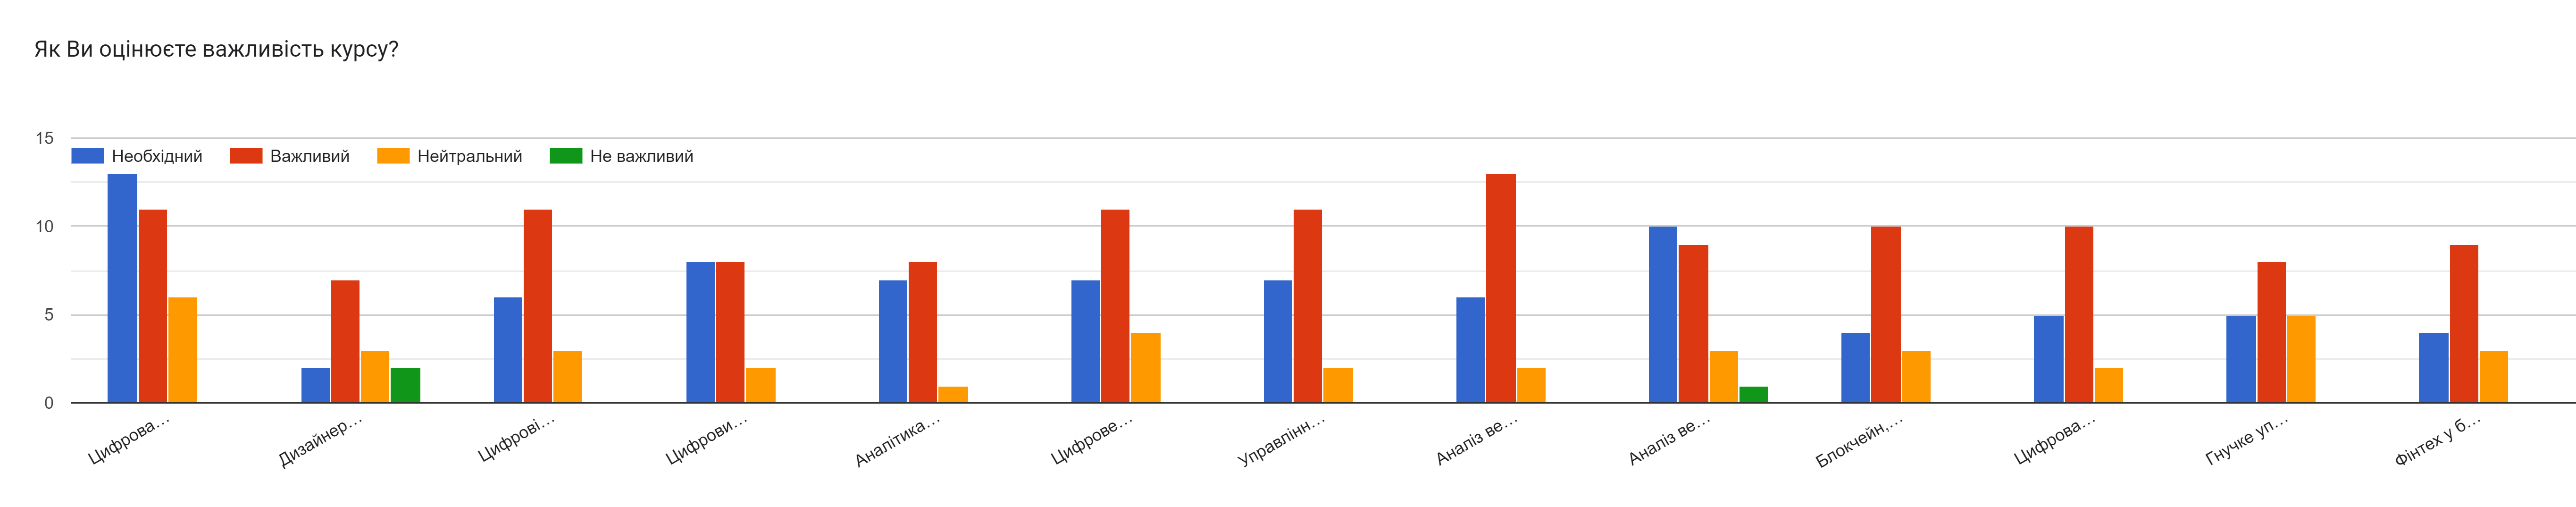 Як Ви оцінюєте важливість курсу?
15
Необхідний Важливий Нейтральний Не важливий
10
5
0
Цифрова...
Дизайнер...
Цифрові...
Цифрови...
Аналітика...
Цифрове...
Управлінн...
Аналіз ве...
Аналіз ве...
Блокчейн,...
Цифрова...
Гнучке уп...
Фінтех у б...